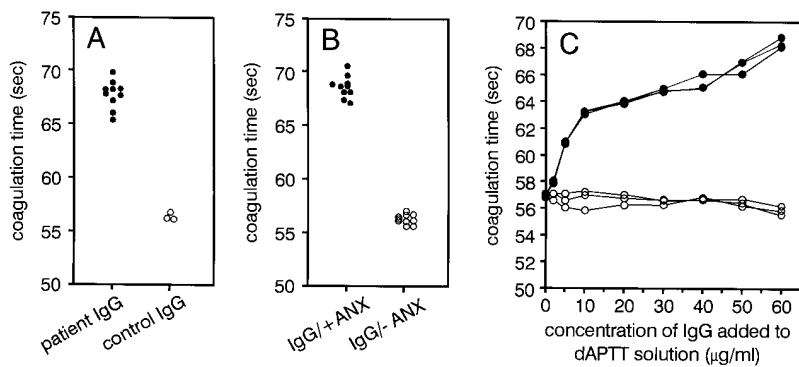 A
coagulation time (sec)
75
70
65
60
55
50
patient IgG
control IgG
B
coagulation time (sec)
75
70
65
60
55
50
IgG/+ANX
IgG/- ANX
C
coagulation time (sec)
70
68
66
64
62
60
58
56
54
52
50
0 10 20 30 40 50 60
concentration of IgG added to
dAPTT solution (μg/ml)